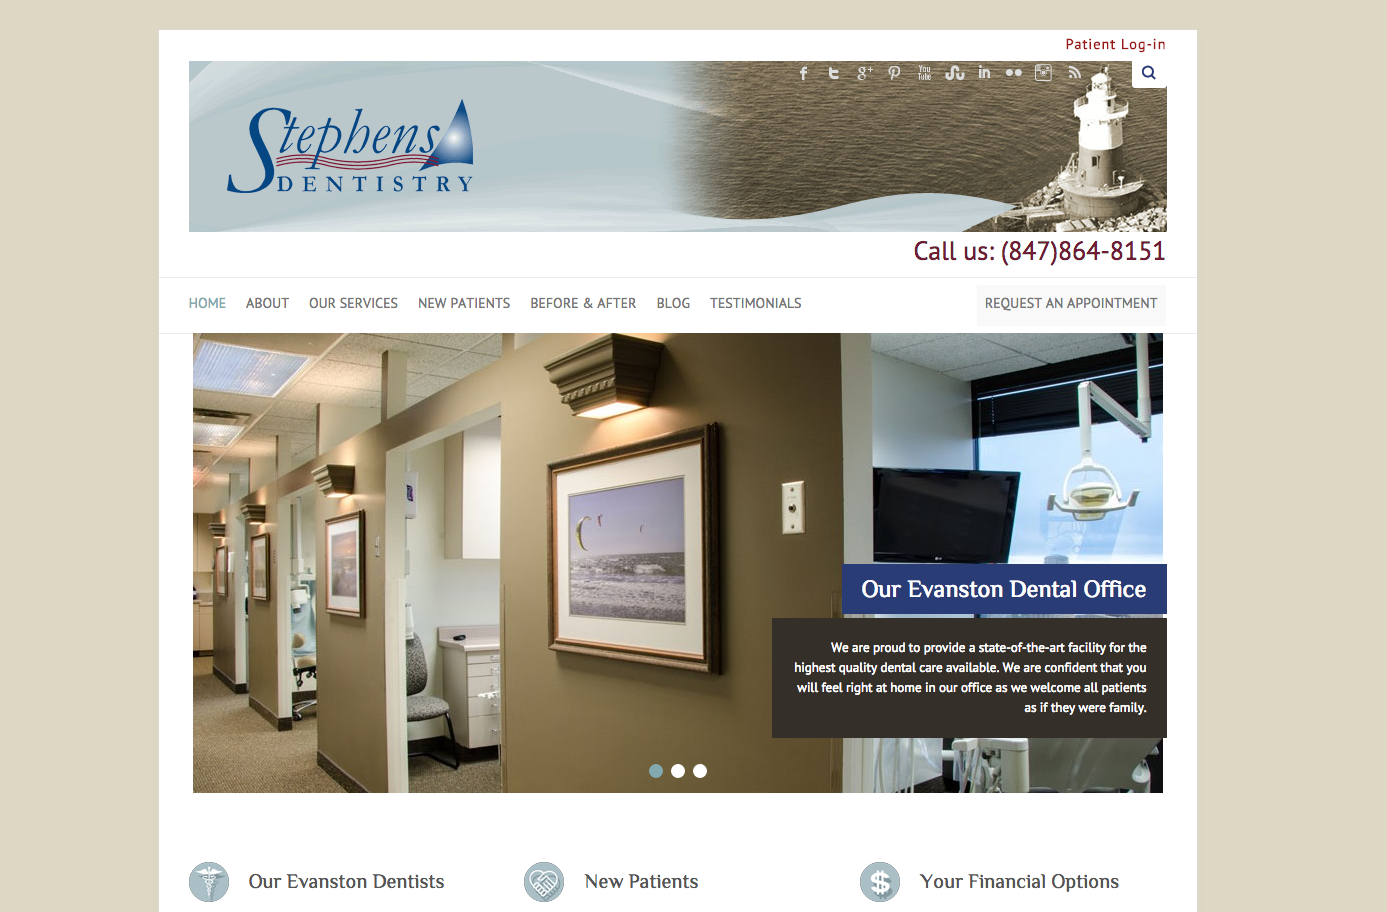 Patient Log-in
You
Tube
Stephens
DENTISTRY
Call us: (847)864-8151
HOME ABOUT OUR SERVICES NEW PATIENTS BEFORE & AFTER BLOG TESTIMONIALS REQUEST AN APPOINTMENT
Our Evanston Dental Office
We are proud to provide a state-of-the-art facility for the
highest quality dental care available. We are confident that you
will feel right at home in our office as we welcome all patients
as if they were family.
Our Evanston Dentists New Patients Your Financial Options